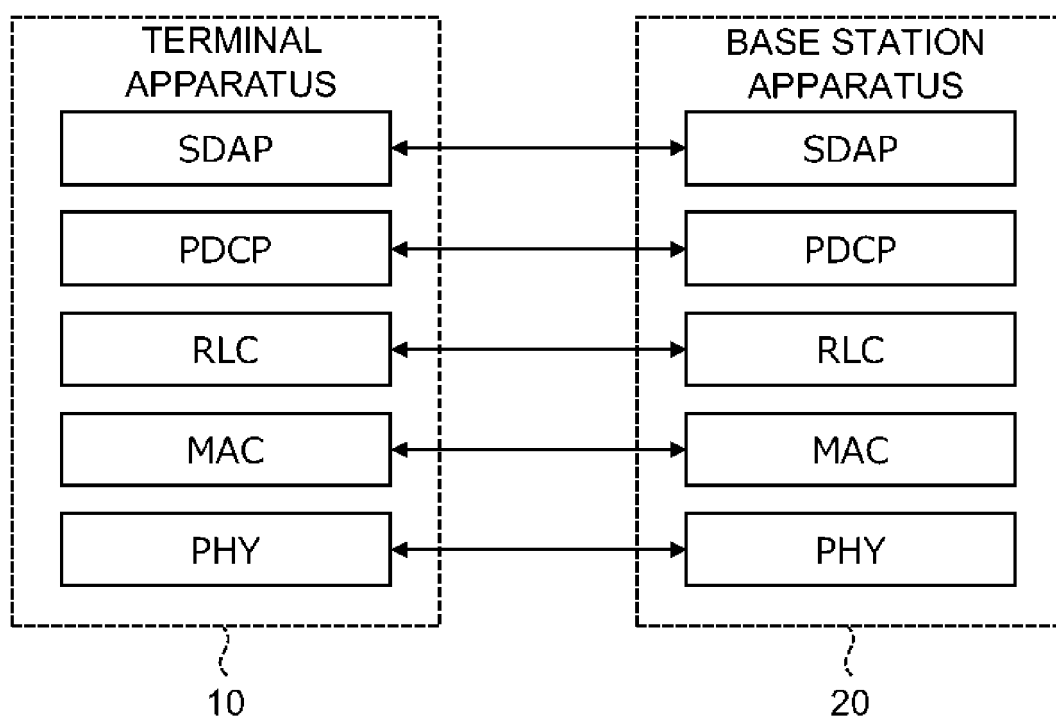 TERMINAL
APPARATUS
SDAP
PDCP
RLC
MAC
PHY
10
BASE STATION
APPARATUS
SDAP
PDCP
RLC
MAC
PHY
20